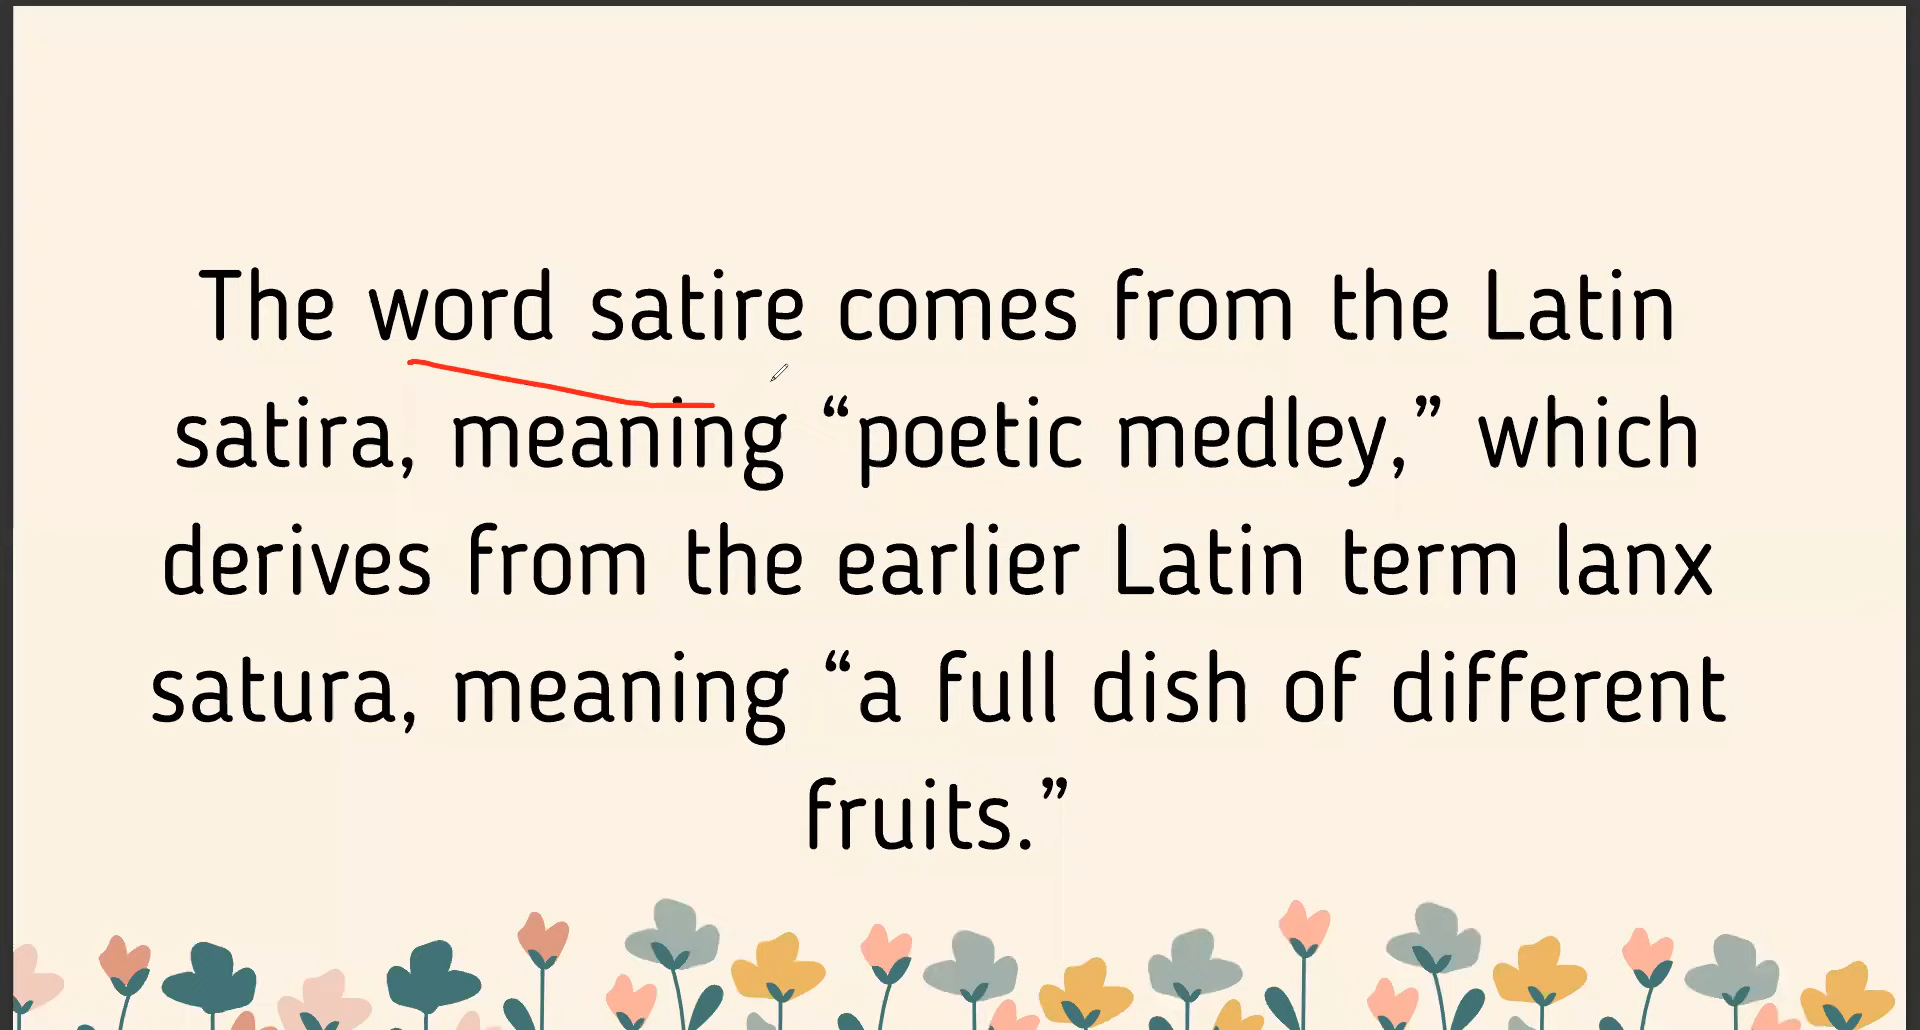 The word satire comes from the Latin
satira, meaning “poetic medley,” which
derives from the earlier Latin term lanx
satura, meaning “a full dish of different
fruits.”